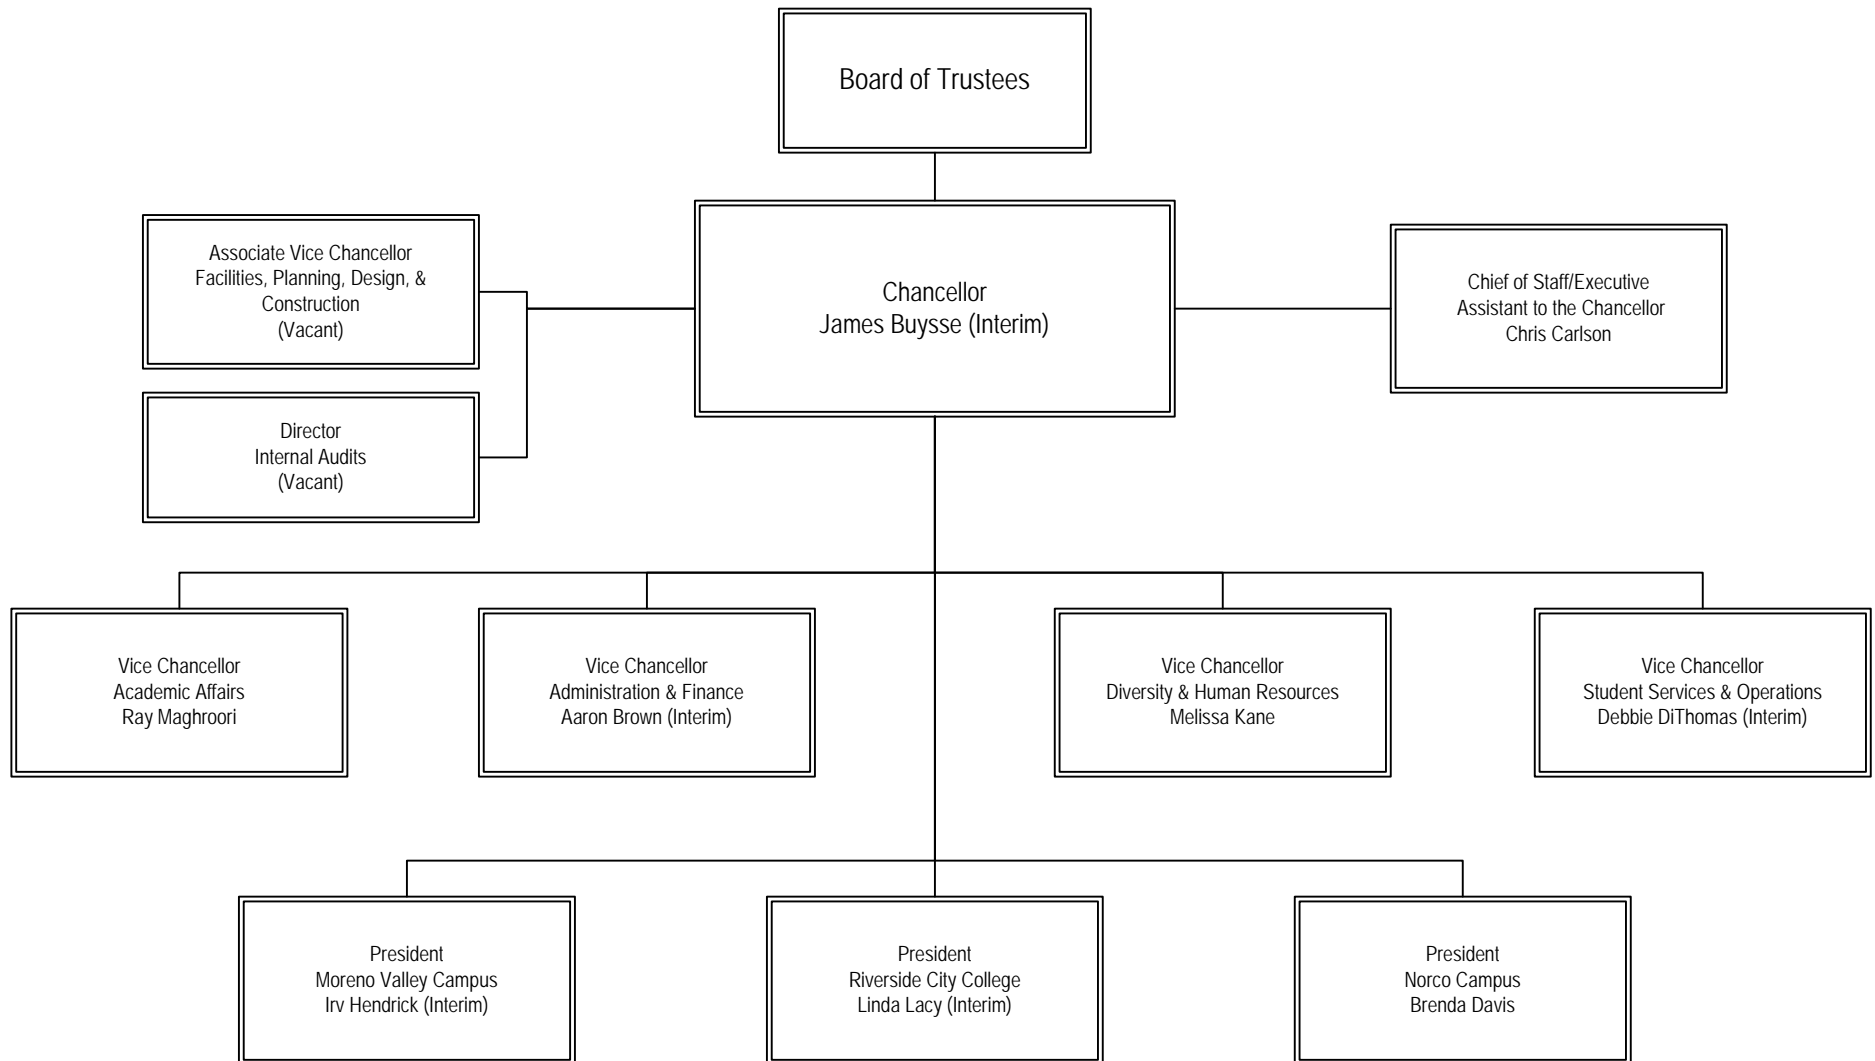 Board of Trustees
Associate Vice Chancellor
Facilities, Planning, Design, &
Construction
(Vacant)
Chancellor
James Buysse (Interim)
Chief of Staff/Executive
Assistant to the Chancellor
Chris Carlson
Director
Internal Audits
(Vacant)
Vice Chancellor
Academic Affairs
Ray Maghroori
Vice Chancellor
Administration & Finance
Aaron Brown (Interim)
Vice Chancellor
Diversity & Human Resources
Melissa Kane
Vice Chancellor
Student Services & Operations
Debbie DiThomas (Interim)
President
Moreno Valley Campus
Irv Hendrick (Interim)
President
Riverside City College
Linda Lacy (Interim)
President
Norco Campus
Brenda Davis